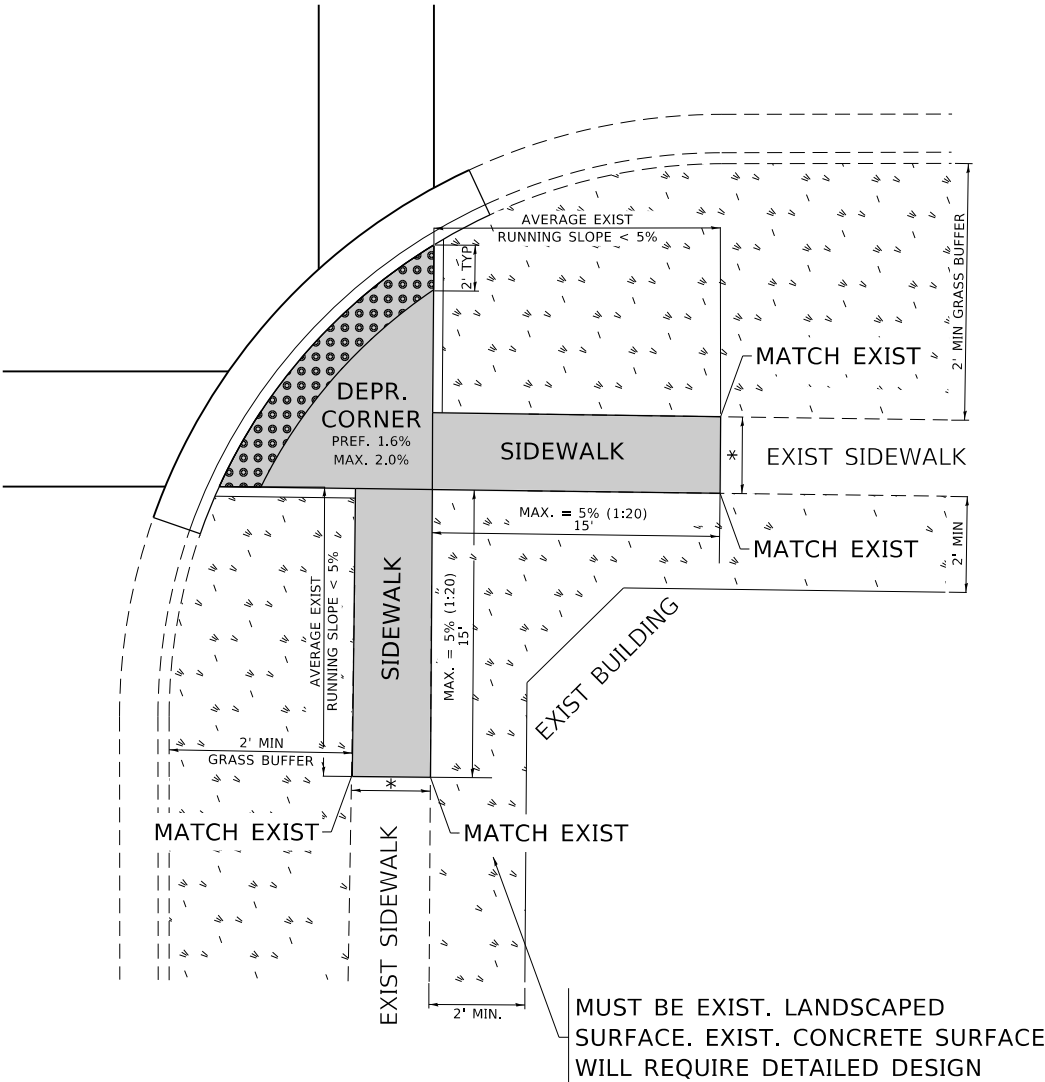 AVERAGE EXIST
RUNNING SLOPE < 5%
2' TYP
2' MIN GRASS BUFFER
MATCH EXIST
DEPR.
CORNER
PREF. 1.6%
MAX. 2.0%
SIDEWALK
*
EXIST SIDEWALK
MAX. = 5% (1:20)
15'
MATCH EXIST
2' MIN
AVERAGE EXIST
RUNNING SLOPE < 5%
SIDEWALK
MAX. = 5% (1:20)
15'
EXIST BUILDING
2' MIN
GRASS BUFFER
*
MATCH EXIST
MATCH EXIST
EXIST SIDEWALK
2' MIN.
MUST BE EXIST. LANDSCAPED
SURFACE. EXIST. CONCRETE SURFACE
WILL REQUIRE DETAILED DESIGN